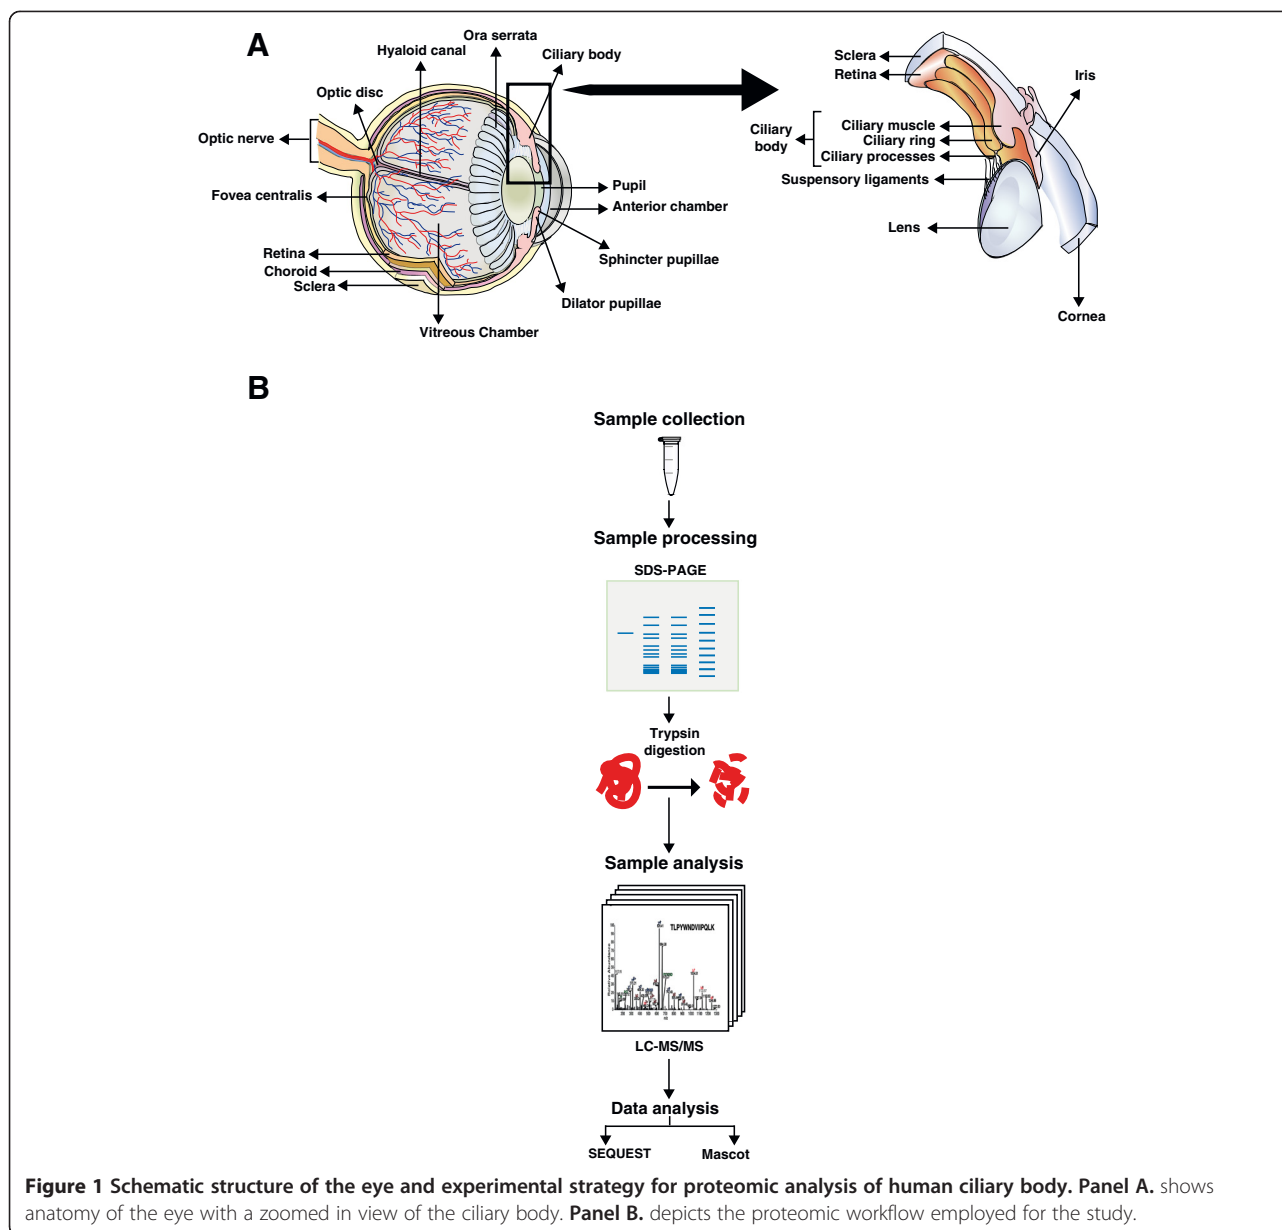 A
Ora serrata
Hyaloid canal
Ciliary body
Optic disc
Optic nerve
Fovea centralis
Retina
Choroid
Sclera
Vitreous Chamber
Pupil
Anterior chamber
Sphincter pupillae
Dilator pupillae
Sclera
Retina
Iris
Ciliary
body
Ciliary muscle
Ciliary ring
Ciliary processes
Suspensory ligaments
Lens
Cornea
B
Sample collection
Sample processing
SDS-PAGE
Trypsin
digestion
Sample analysis
TLPYWNDVIIPQLK
LC-MS/MS
Data analysis
SEQUEST
Mascot
Figure 1 Schematic structure of the eye and experimental strategy for proteomic analysis of human ciliary body. Panel A. shows
anatomy of the eye with a zoomed in view of the ciliary body. Panel B. depicts the proteomic workflow employed for the study.